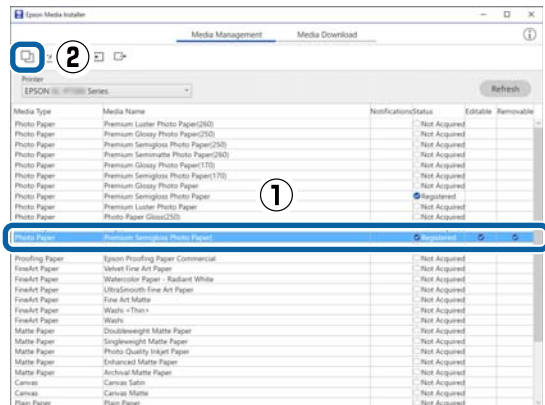 Epson Media Installer
Media Management Media Download
②
Printer
EPSON Series
Refresh
Media Type Media Name Notifications Status Editable Removable
Photo Paper Premium Luster Photo Paper(260) Not Acquired
Photo Paper Premium Glossy Photo Paper(250) Not Acquired
Photo Paper Premium Semigloss Photo Paper(250) Not Acquired
Photo Paper Premium Semimatte Photo Paper(260) Not Acquired
Photo Paper Premium Glossy Photo Paper(170) Not Acquired
Photo Paper Premium Semigloss Photo Paper(170) Not Acquired
Photo Paper Premium Glossy Photo Paper Not Acquired
Photo Paper Premium Semigloss Photo Paper Registered
Photo Paper Premium Luster Photo Paper Not Acquired
Photo Paper Photo Paper Gloss(250) Not Acquired
①
Photo Paper Premium Semigloss Photo Paper1 Registered
Proofing Paper Epson Proofing Paper Commercial Not Acquired
FineArt Paper Velvet Fine Art Paper Not Acquired
FineArt Paper Watercolor Paper - Radiant White Not Acquired
FineArt Paper UltraSmooth Fine Art Paper Not Acquired
FineArt Paper Fine Art Matte Not Acquired
FineArt Paper Washi <Thin> Not Acquired
FineArt Paper Washi Not Acquired
Matte Paper Doubleweight Matte Paper Not Acquired
Matte Paper Singleweight Matte Paper Not Acquired
Matte Paper Photo Quality Inkjet Paper Not Acquired
Matte Paper Enhanced Matte Paper Not Acquired
Matte Paper Archival Matte Paper Not Acquired
Canvas Canvas Satin Not Acquired
Canvas Canvas Matte Not Acquired
Plain Paper Plain Paper Not Acquired